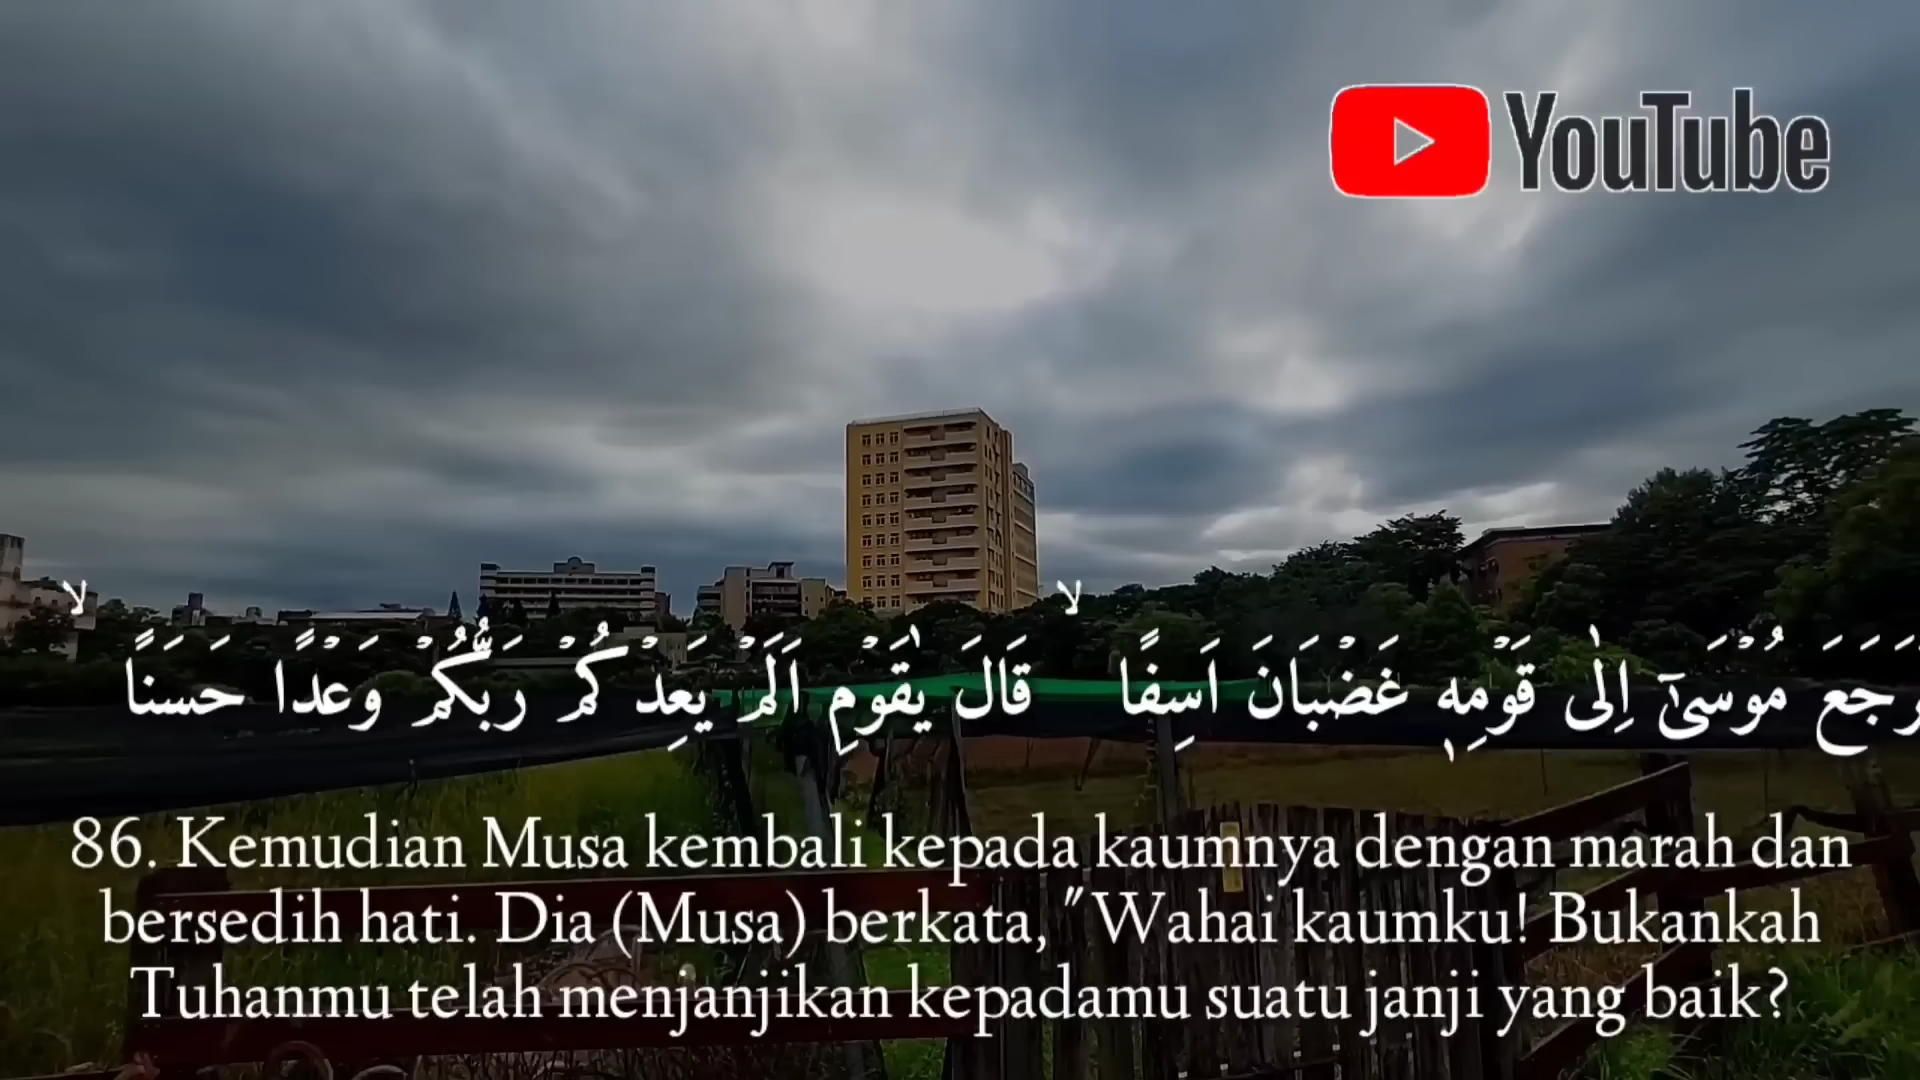 YouTube
رَجَعَ مُوْسٰىٓ اِلٰى قَوْمِهٖ غَضْبَانَ اَسِفًا ۙ قَالَ يٰقَوْمِ اَلَمْ يَعِدْكُمْ رَبُّكُمْ وَعْدًا حَسَنًا ۙ
86. Kemudian Musa kembali kepada kaumnya dengan marah dan
bersedih hati. Dia (Musa) berkata, "Wahai kaumku! Bukankah
Tuhanmu telah menjanjikan kepadamu suatu janji yang baik?